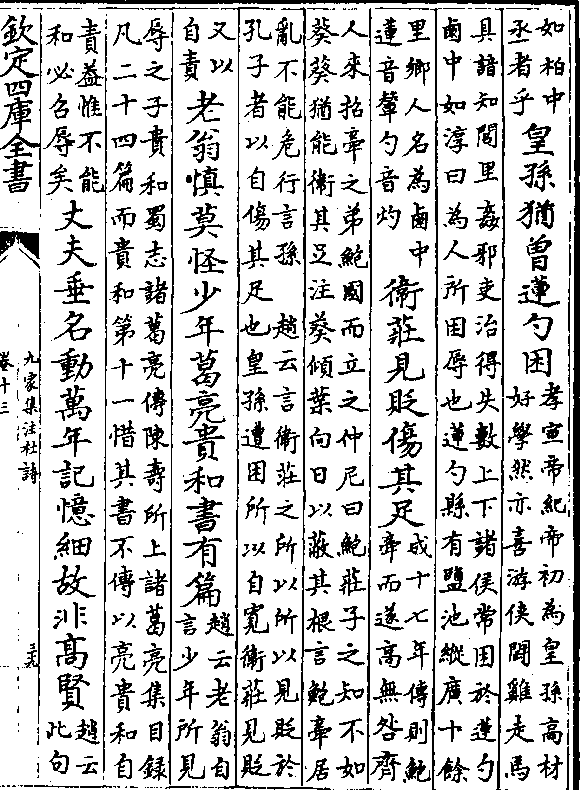 如柏中
丞者乎
皇孫猶曾蓮勺困
孝宣帝紀帝初為皇孫髙材
好學然亦喜游俠鬭雞走馬
具諳知閭里姦邪吏治得失數上下諸侯常困於蓮勺
鹵中如淳曰為人所困辱也蓮勺縣有鹽池縱廣十餘
里鄉人名為鹵中
蓮音輦勺音灼
衛莊見貶傷其足
成十七年傳則鮑
牽而遂髙無咎齊
人來招牽之弟鮑國而立之仲尼曰鮑莊子之知不如
葵葵猶能衛其足注葵傾葉向日以蔽其根言鮑牽居
亂不能危行言孫 趙云言衛莊之所以所以見貶於
孔子者以自傷其足也皇孫遭困所以自寛衛莊見貶
又以
自責
老翁慎莫怪少年葛亮貴和書有篇
趙云老翁自
言少年所見
辱之子貴和蜀志諸葛亮傳陳壽所上諸葛亮集目録
凡二十四篇而貴和第十一惜其書不傳以亮貴和自
責益惟不能
和必召辱矣
丈夫垂名動萬年記憶細故非髙賢
趙云
此句
欽定四庫全書
九家集注杜詩
卷十三